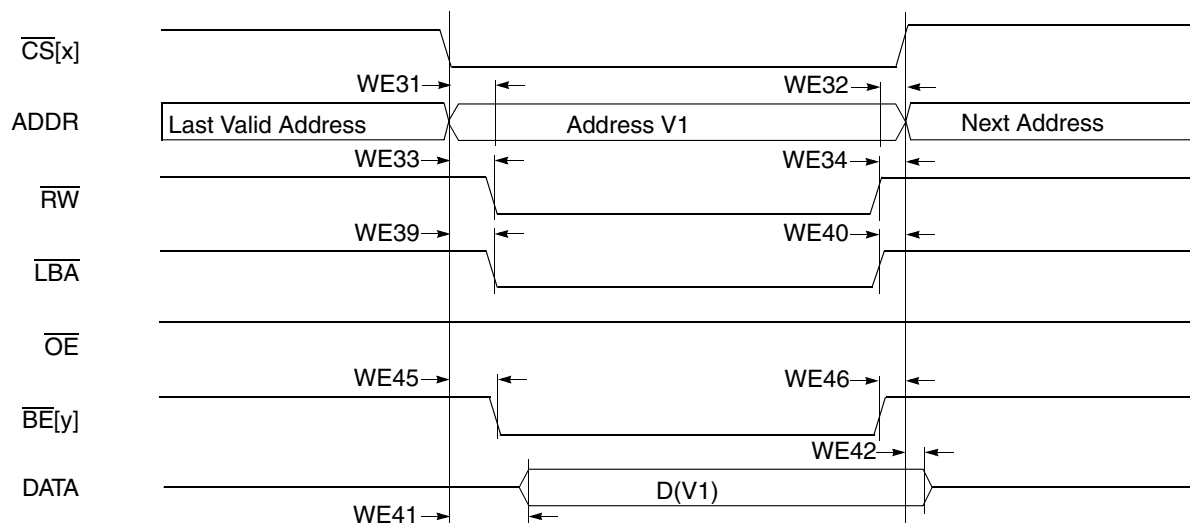 CS[x]
WE31
WE32
ADDR
Last Valid Address
Address V1
Next Address
WE33
WE34
RW
WE39
WE40
LBA
OE
WE45
WE46
BE[y]
WE42
DATA
D(V1)
WE41